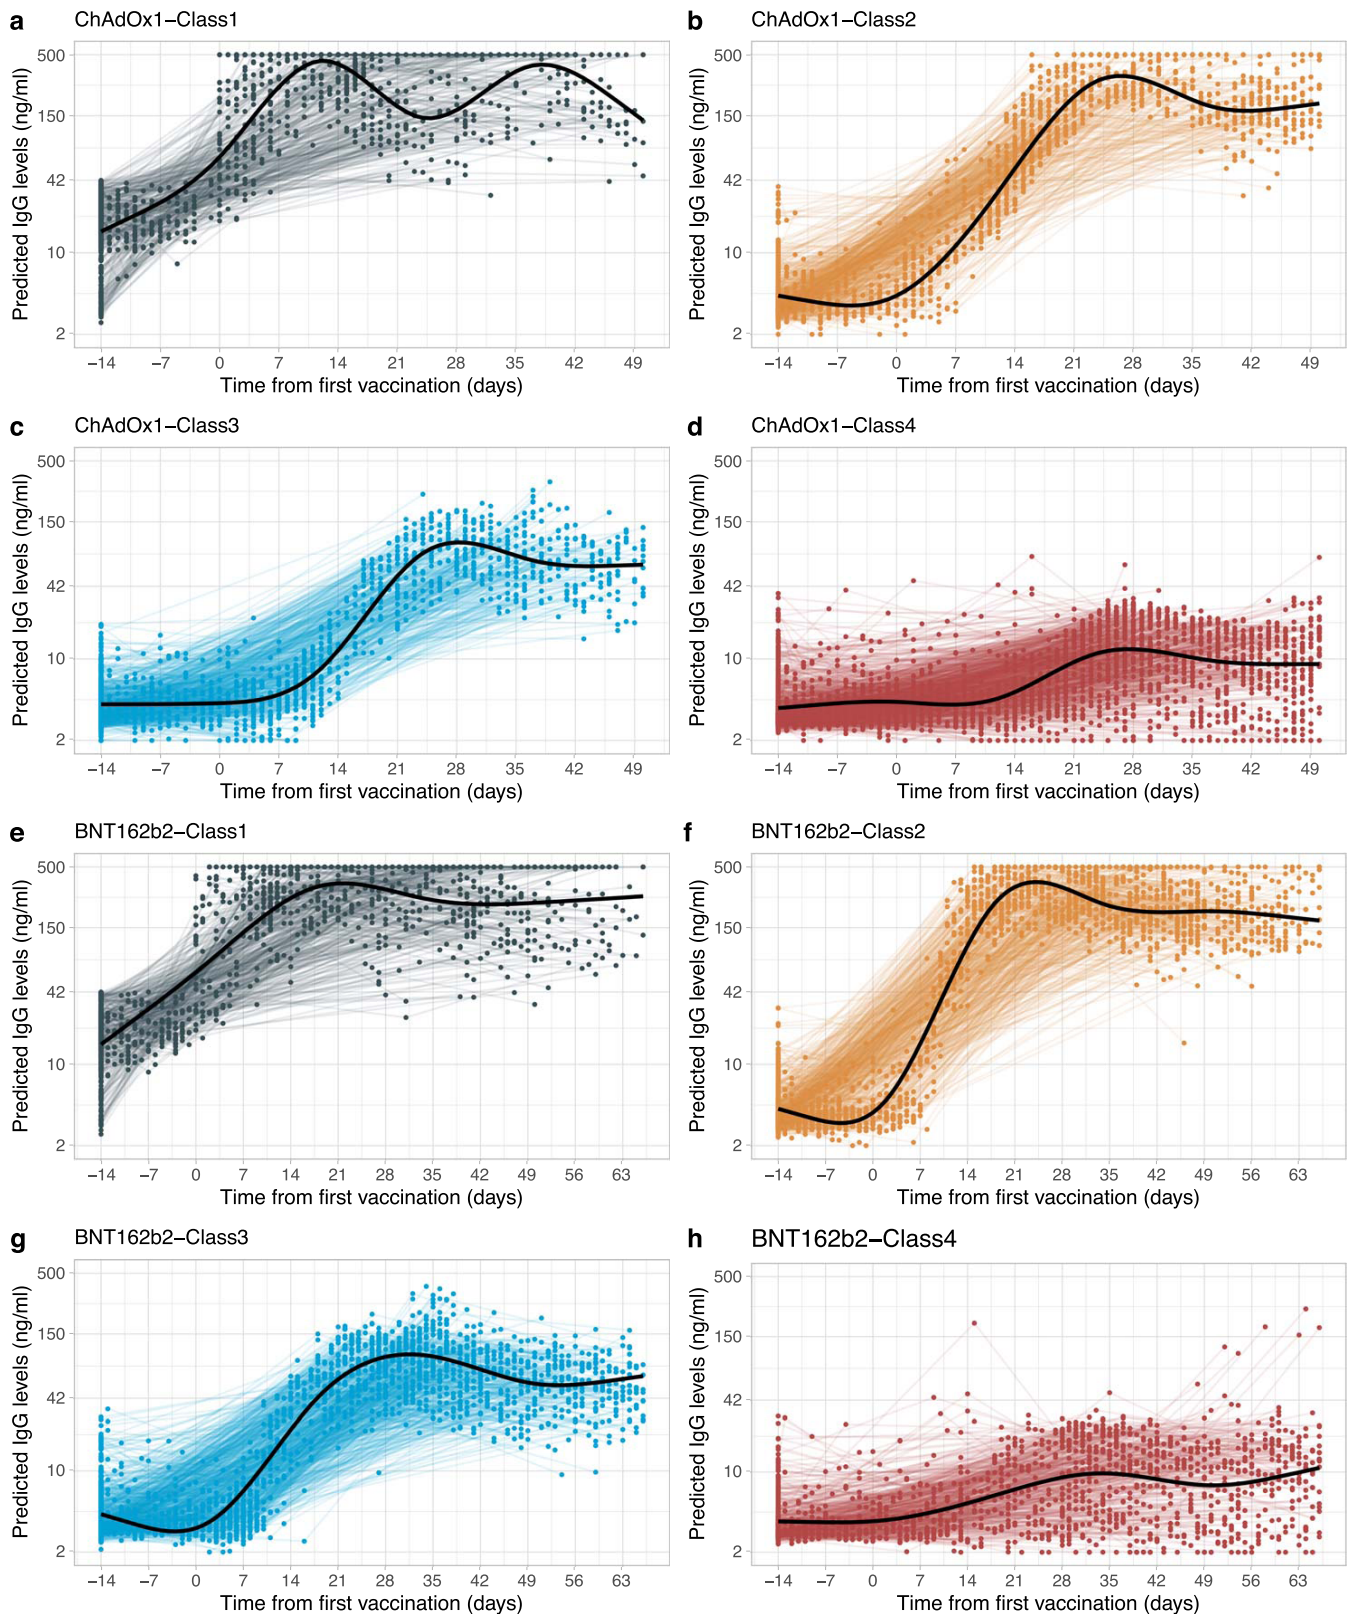 a ChAdOx1–Class1
Predicted IgG levels (ng/ml)
500
150
42
10
2
−14 −7 0 7 14 21 28 35 42 49
Time from first vaccination (days)
b ChAdOx1–Class2
Predicted IgG levels (ng/ml)
500
150
42
10
2
−14 −7 0 7 14 21 28 35 42 49
Time from first vaccination (days)
c ChAdOx1–Class3
Predicted IgG levels (ng/ml)
500
150
42
10
2
−14 −7 0 7 14 21 28 35 42 49
Time from first vaccination (days)
d ChAdOx1–Class4
Predicted IgG levels (ng/ml)
500
150
42
10
2
−14 −7 0 7 14 21 28 35 42 49
Time from first vaccination (days)
e BNT162b2–Class1
Predicted IgG levels (ng/ml)
500
150
42
10
2
−14 −7 0 7 14 21 28 35 42 49 56 63
Time from first vaccination (days)
f BNT162b2–Class2
Predicted IgG levels (ng/ml)
500
150
42
10
2
−14 −7 0 7 14 21 28 35 42 49 56 63
Time from first vaccination (days)
g BNT162b2–Class3
Predicted IgG levels (ng/ml)
500
150
42
10
2
−14 −7 0 7 14 21 28 35 42 49 56 63
Time from first vaccination (days)
h BNT162b2–Class4
Predicted IgG levels (ng/ml)
500
150
42
10
2
−14 −7 0 7 14 21 28 35 42 49 56 63
Time from first vaccination (days)